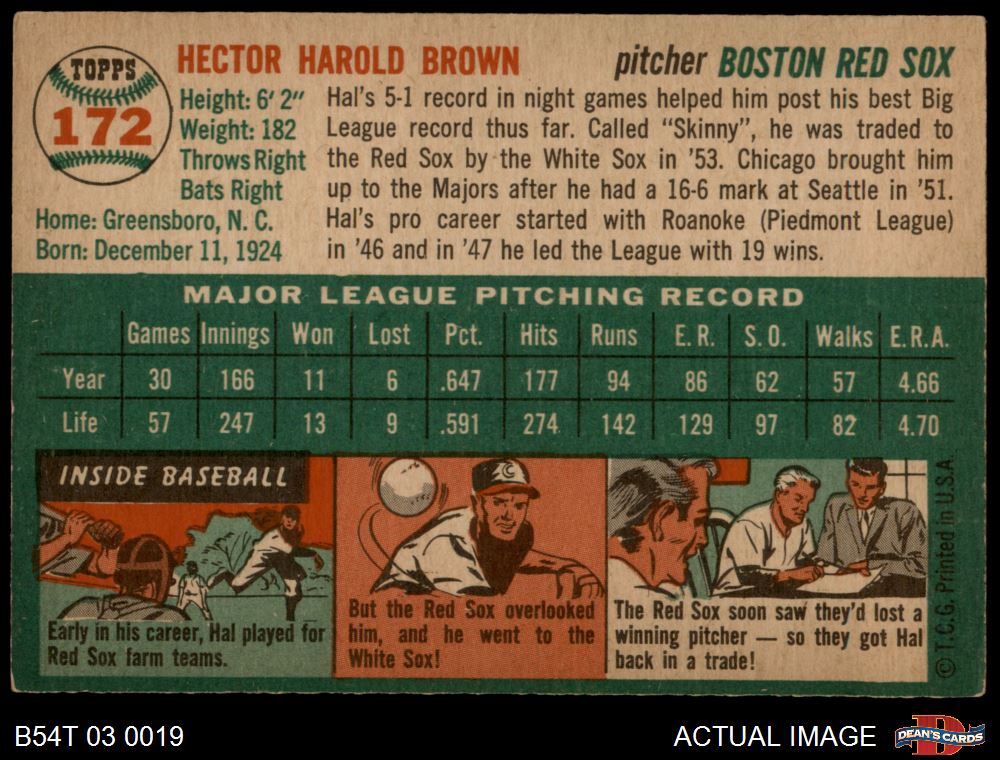 TOPPS
172
HECTOR HAROLD BROWN
pitcher BOSTON RED SOX
Height: 6' 2"
Weight: 182
Throws Right
Bats Right
Home: Greensboro, N. C.
Born: December 11, 1924
Hal's 5-1 record in night games helped him post his best Big
League record thus far. Called "Skinny", he was traded to
the Red Sox by the White Sox in '53. Chicago brought him
up to the Majors after he had a 16-6 mark at Seattle in '51.
Hal's pro career started with Roanoke (Piedmont League)
in '46 and in '47 he led the League with 19 wins.
MAJOR LEAGUE PITCHING RECORD
Games Innings Won Lost Pct. Hits Runs E. R. S. O. Walks E.R.A.
Year 30 166 11 6 .647 177 94 86 62 57 4.66
Life 57 247 13 9 .591 274 142 129 97 82 4.70
INSIDE BASEBALL
Early in his career, Hal played for
Red Sox farm teams.
C
But the Red Sox overlooked
him, and he went to the
White Sox!
The Red Sox soon saw they'd lost a
winning pitcher — so they got Hal
back in a trade!
© T.C.G. Printed in U.S.A.
B54T 03 0019
ACTUAL IMAGE
D
DEAN'S CARDS